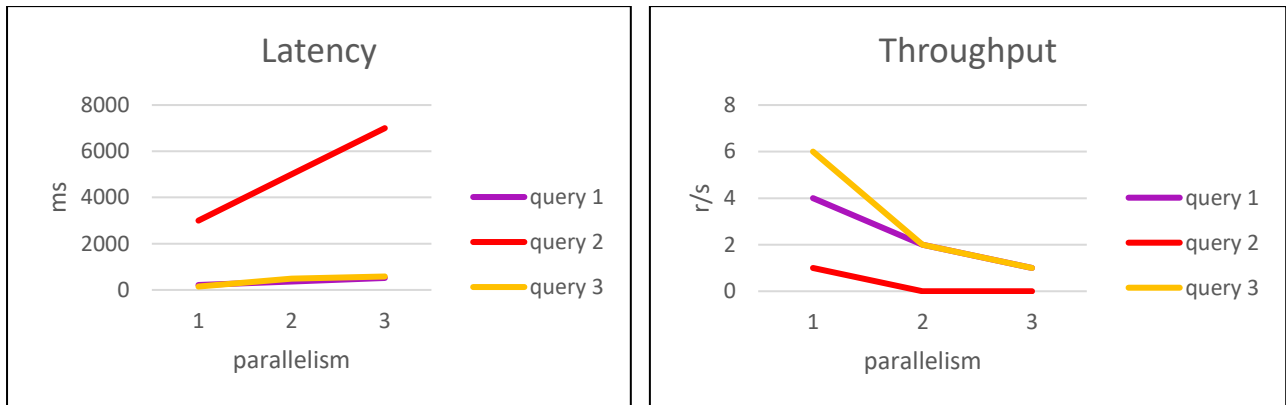 Latency
8000
6000
4000
2000
0
ms
1 2 3
parallelism
query 1
query 2
query 3
Throughput
8
6
4
2
0
r/s
1 2 3
parallelism
query 1
query 2
query 3